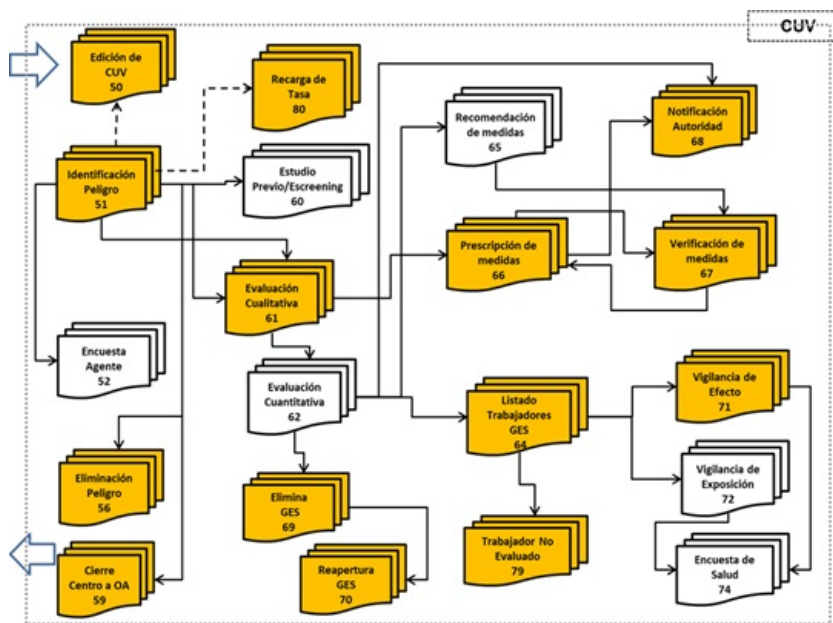 CUV
Edición de
CUV
50
Recarga de
Tasa
80
Recomendación
de medidas
65
Notificación
Autoridad
68
Identificación
Peligro
51
Estudio
Previo/Escreening
60
Prescripción de
medidas
66
Verificación de
medidas
67
Evaluación
Cualitativa
61
Encuesta
Agente
52
Evaluación
Cuantitativa
62
Listado
Trabajadores
GES
64
Vigilancia de
Efecto
71
Vigilancia de
Exposición
72
Eliminación
Peligro
56
Elimina
GES
69
Trabajador No
Evaluado
79
Encuesta de
Salud
74
Cierre
Centro a OA
59
Reapertura
GES
70